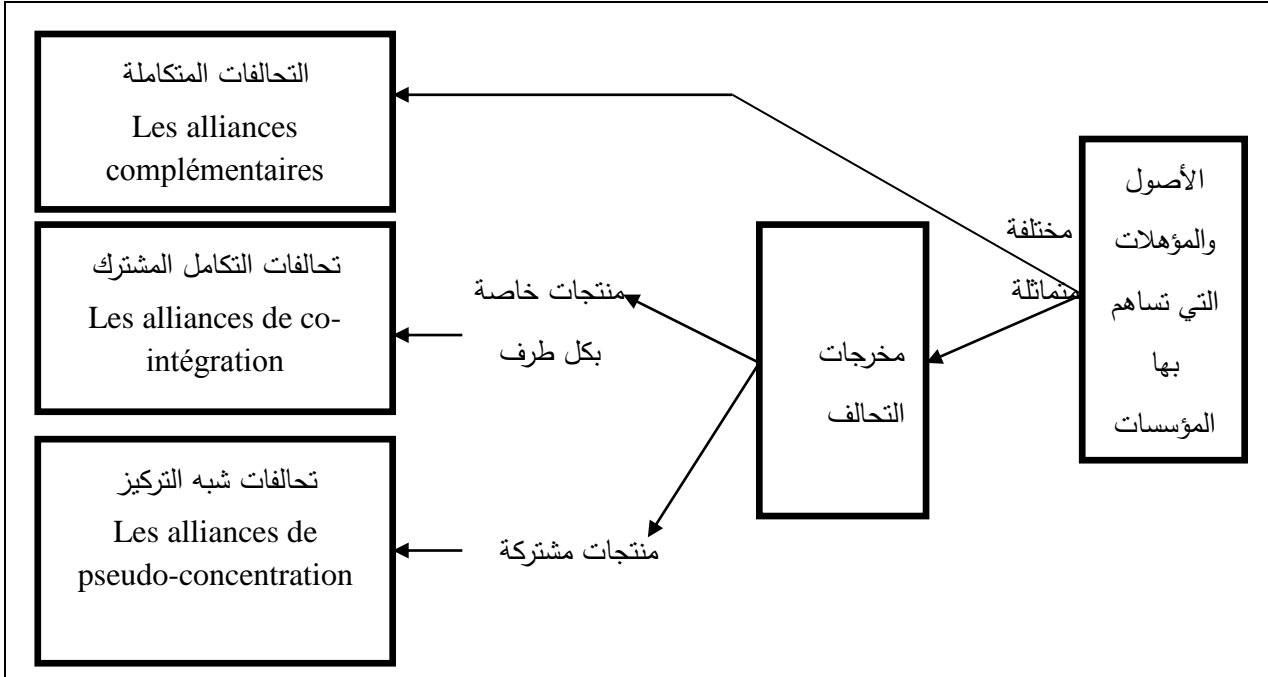 الأصول
والمؤهلات
التي تساهم
بها
المؤسسات
مختلفة
متماثلة
مخرجات
التحالف
منتجات خاصة
بكل طرف
منتجات مشتركة
التحالفات المتكاملة
Les alliances
complémentaires
تحالفات التكامل المشترك
Les alliances de co-
intégration
تحالفات شبه التركيز
Les alliances de
pseudo-concentration